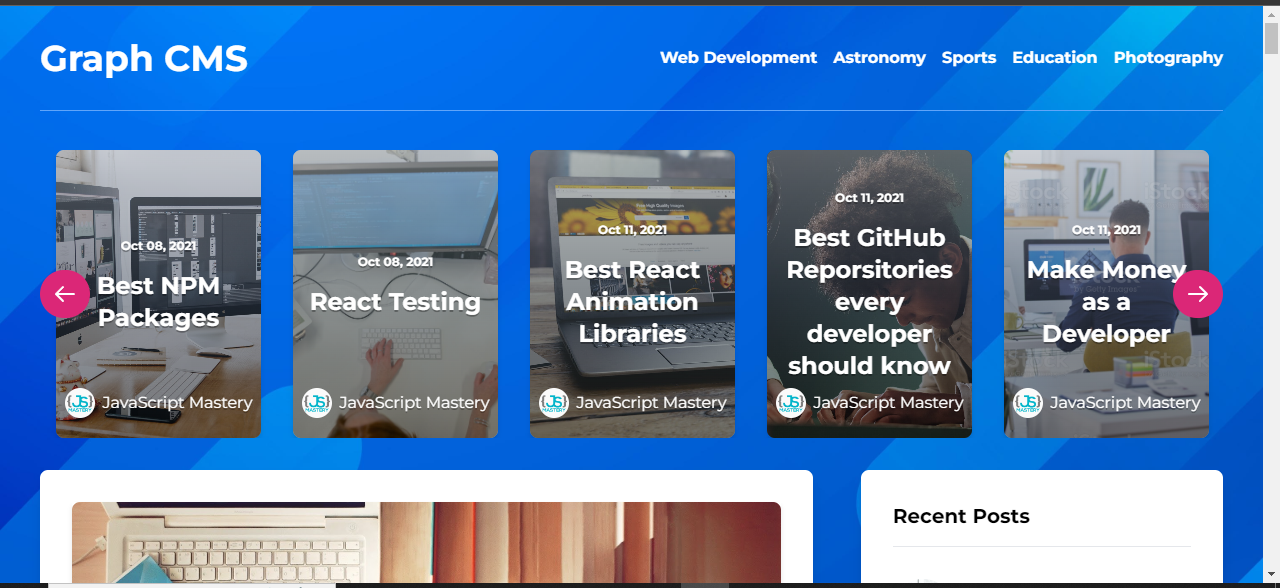 Graph CMS
Web Development Astronomy Sports Education Photography
Oct 08, 2021
Best NPM
Packages
JavaScript Mastery
Oct 08, 2021
React Testing
JavaScript Mastery
Oct 11, 2021
Best React
Animation
Libraries
JavaScript Mastery
Oct 11, 2021
Best GitHub
Reporsitories
every
developer
should know
JavaScript Mastery
Oct 11, 2021
Make Money
as a
Developer
JavaScript Mastery
Recent Posts